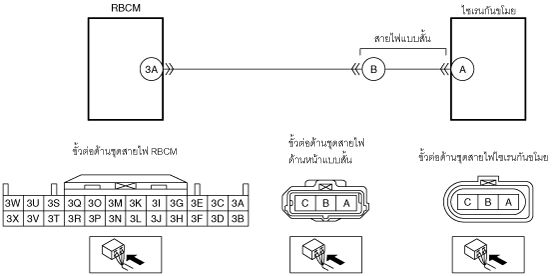 RBCM
ไซเรนกันขโมย
สายไฟแบบสั้น
3A
B
A
ขั้วต่อด้านชุดสายไฟ RBCM
ขั้วต่อด้านชุดสายไฟ
ด้านหน้าแบบสั้น
ขั้วต่อด้านชุดสายไฟไซเรนกันขโมย
3W 3U 3S 3Q 3O 3M 3K 3I 3G 3E 3C 3A
3X 3V 3T 3R 3P 3N 3L 3J 3H 3F 3D 3B
C B A
C B A